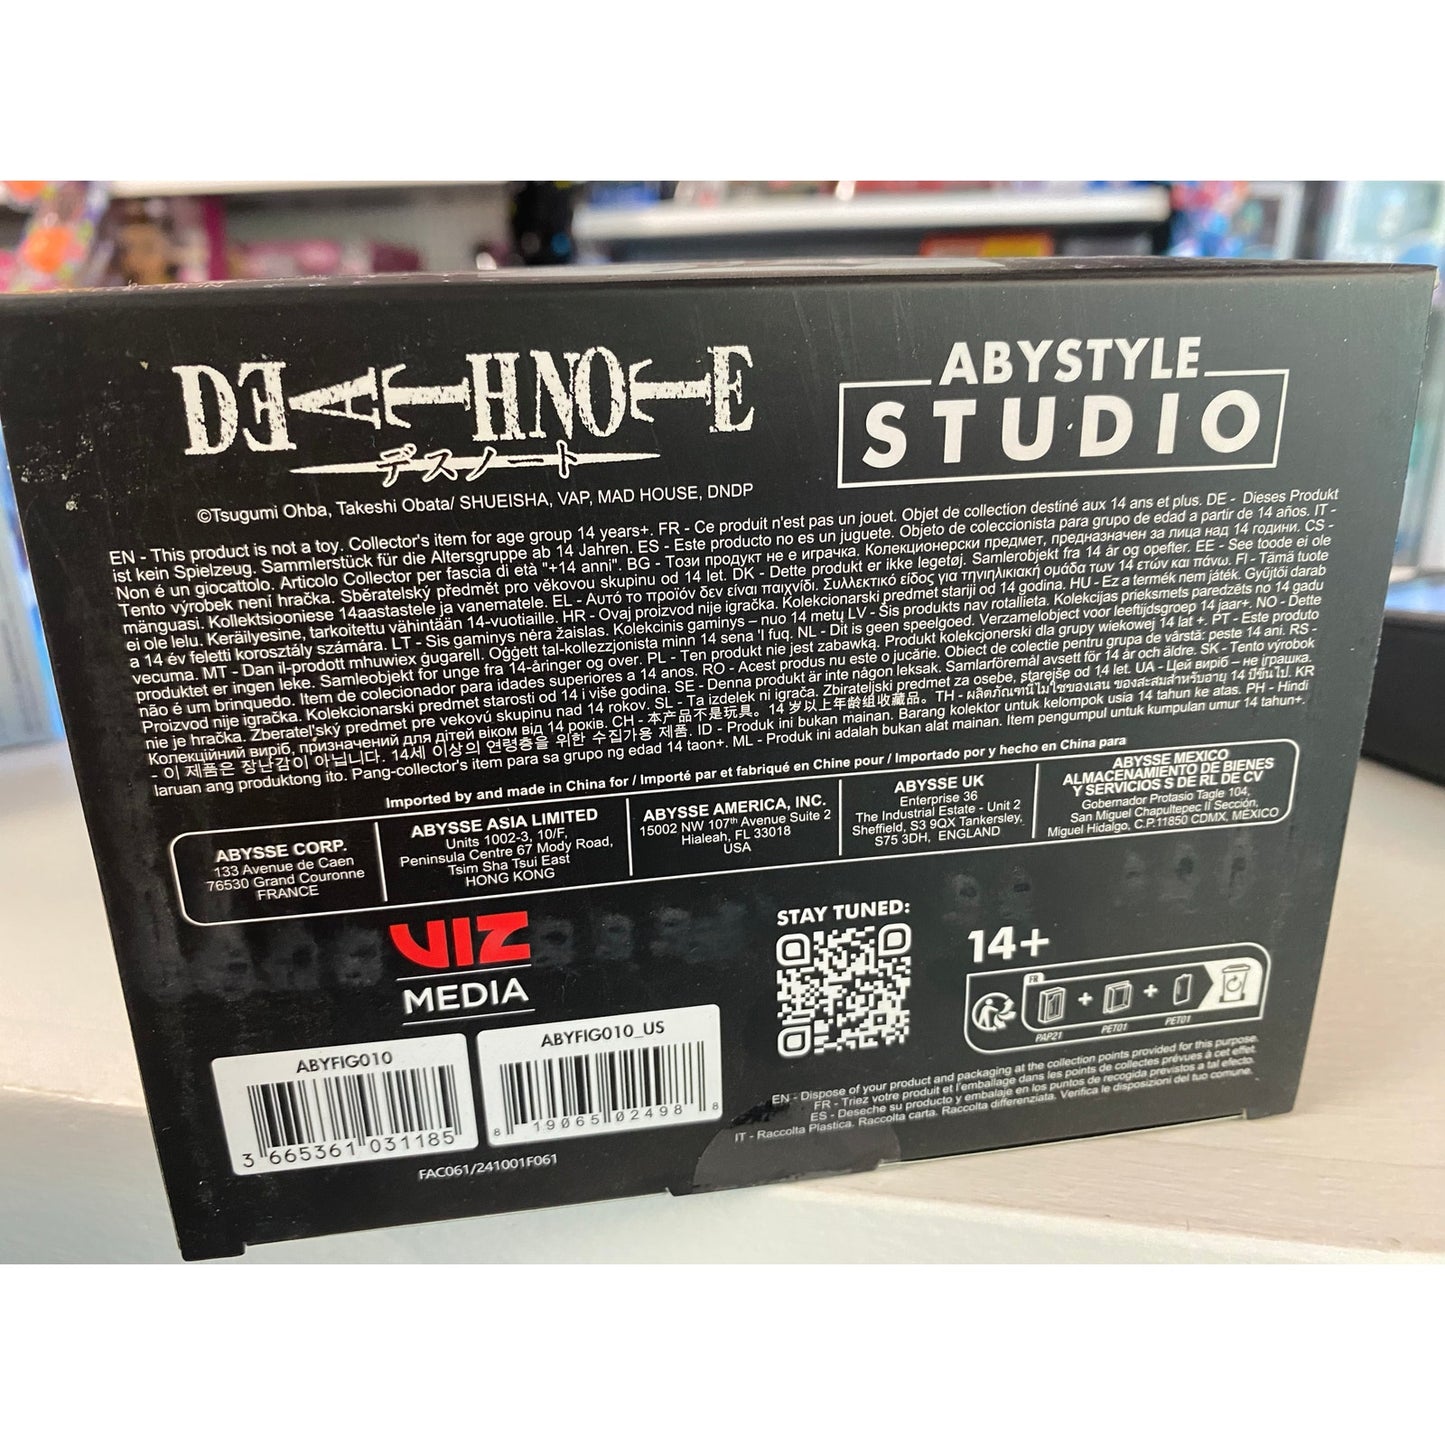 DEATHNOTE
デスノート
ABYSTYLE
STUDIO
©Tsugumi Ohba, Takeshi Obata/ SHUEISHA, VAP, MAD HOUSE, DNDP
EN - This product is not a toy. Collector's item for age group 14 years+. FR - Ce produit n'est pas un jouet. Objet de collection destiné aux 14 ans et plus. DE - Dieses Produkt
ist kein Spielzeug. Sammlerstück für die Altersgruppe ab 14 Jahren. ES - Este producto no es un juguete. Objeto de coleccionista para grupo de edad a partir de 14 años. IT -
Non é un giocattolo. Articolo Collector per fascia di età "+14 anni". BG - Този продукт не е играчка. Колекционерски предмет, предназначен за лица над 14 години. CS -
Tento výrobek není hračka. Sběratelský předmět pro věkovou skupinu od 14 let. DK - Dette produkt er ikke legetøj. Samlerobjekt fra 14 år og opefter. EE - See toode ei ole
mänguasi. Kollektsiooniese 14aastastele ja vanematele. EL - Αυτό το προϊόν δεν είναι παιχνίδι. Συλλεκτικό είδος για την ηλικιακή ομάδα των 14 ετών και πάνω. FI - Tämä tuote
ei ole lelu. Keräilyesine, tarkoitettu vähintään 14-vuotiaille. HR - Ovaj proizvod nije igračka. Kolekcionarski predmet stariji od 14 godina. HU - Ez a termék nem játék. Gyűjtői darab
a 14 év feletti korosztály számára. LT - Sis gaminys nėra žaislas. Kolekcinis gaminys – nuo 14 metų LV - Šis produkts nav rotallieta. Kolekcijas priekšmets paredzēts no 14 gadu
vecuma. MT - Dan il-prodott mhuwiex ġugarell. Oġġett tal-kollezzjonista minn 14 sena 'l fuq. NL - Dit is geen speelgoed. Verzamelobject voor leeftijdsgroep 14 jaar+. NO - Dette
produktet er ingen leke. Samleobjekt for unge fra 14-åringer og over. PL - Ten produkt nie jest zabawką. Produkt kolekcjonerski dla grupy wiekowej 14 lat +. PT - Este produto
não é um brinquedo. Item de colecionador para idades superiores a 14 anos. RO - Acest produs nu este o jucărie. Obiect de colectie pentru grupa de vârstă: peste 14 ani. RS -
Proizvod nije igračka. Kolekcionarski predmet starosti od 14 i više godina. SE - Denna produkt är inte någon leksak. Samlarföremål avsett för 14 år och äldre. SK - Tento výrobok
nie je hračka. Zberateľský predmet pre vekovú skupinu nad 14 rokov. SL - Ta izdelek ni igrača. Zbirateljski predmet za osebe, starejše od 14 let. UA - Цей виріб – не іграшка.
Колекційний виріб, призначений для дітей віком від 14 років. CH - 本产品不是玩具。14 岁以上年龄组收藏品。TH - ผลิตภัณฑ์นี้ไม่ใช่ของเล่น ของสะสมสำหรับอายุ 14 ปีขึ้นไป. KR
- 이 제품은 장난감이 아닙니다. 14세 이상의 연령층을 위한 수집가용 제품. ID - Produk ini bukan mainan. Barang kolektor untuk kelompok usia 14 tahun ke atas. PH - Hindi
laruan ang produktong ito. Pang-collector's item para sa grupo ng edad 14 taon+. ML - Produk ini adalah bukan alat mainan. Item pengumpul untuk kumpulan umur 14 tahun+.
Imported by and made in China for / Importé par et fabriqué en Chine pour / Importado por y hecho en China para
ABYSSE CORP.
133 Avenue de Caen
76530 Grand Couronne
FRANCE
ABYSSE ASIA LIMITED
Units 1002-3, 10/F,
Peninsula Centre 67 Mody Road,
Tsim Sha Tsui East
HONG KONG
ABYSSE AMERICA, INC.
15002 NW 107th Avenue Suite 2
Hialeah, FL 33018
USA
ABYSSE UK
Enterprise 36
The Industrial Estate - Unit 2
Sheffield, S3 9QX Tankersley,
S75 3DH, ENGLAND
ABYSSE MEXICO
ALMACENAMIENTO DE BIENES
Y SERVICIOS S DE RL DE CV
Gobernador Protasio Tagle 104,
San Miguel Chapultepec II Sección,
Miguel Hidalgo, C.P.11850 CDMX, MÉXICO
VIZ
MEDIA
STAY TUNED:
14+
FR
PAP21
PET01
PET01
ABYFIG010
3 665361 031185
ABYFIG010_US
8 19065 02498 8
FAC061/241001F061
EN - Dispose of your product and packaging at the collection points provided for this purpose.
FR - Triez votre produit et l'emballage dans les points de collectes prévues à cet effet.
ES - Deseche su producto y embalaje en los puntos de recogida previstos a tal efecto.
IT - Raccolta Plastica. Raccolta carta. Raccolta differenziata. Verifica le disposizioni del tuo comune.